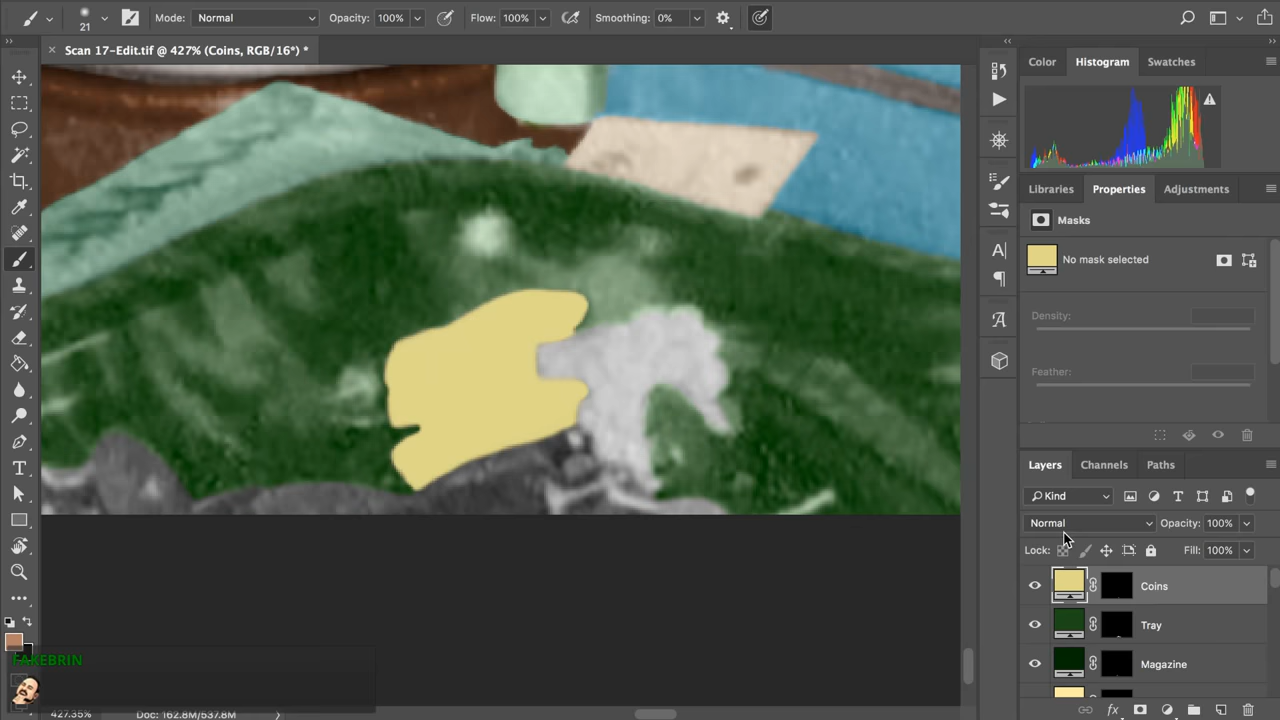 Mode: Normal Opacity: 100% Flow: 100% Smoothing: 0%
21
Scan 17-Edit.tif @ 427% (Coins, RGB/16*) *
Color Histogram Swatches
Libraries Properties Adjustments
Masks
No mask selected
Density:
Feather:
Layers Channels Paths
Kind
Normal Opacity: 100%
Lock: Fill: 100%
Coins
Tray
Magazine
FAKEBRIN
427.35% Doc: 162.8M/537.8M